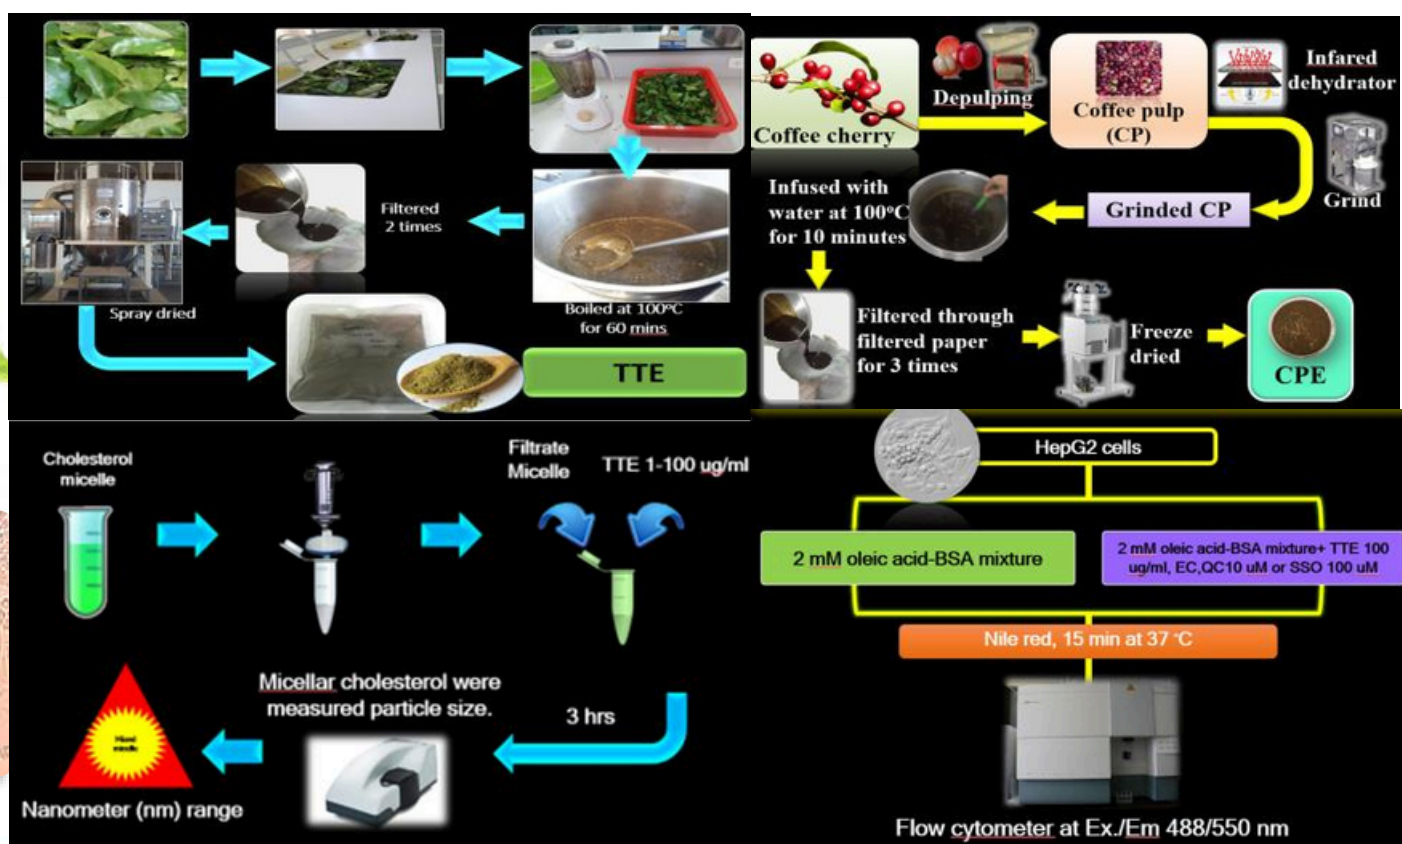 Filtered
2 times
Spray dried
Boiled at 100°C
for 60 mins
TTE
Coffee cherry
Depulping
Coffee pulp
(CP)
Infared
dehydrator
Grind
Grinded CP
Infused with
water at 100°C
for 10 minutes
Filtered through
filtered paper
for 3 times
Freeze
dried
CPE
Cholesterol
micelle
Filtrate
Micelle
TTE 1-100 ug/ml
3 hrs
Micellar cholesterol were
measured particle size.
Nanometer (nm) range
HepG2 cells
2 mM oleic acid-BSA mixture
2 mM oleic acid-BSA mixture+ TTE 100
ug/ml, EC,QC10 uM or SSO 100 uM
Nile red, 15 min at 37 °C
Flow cytometer at Ex./Em 488/550 nm